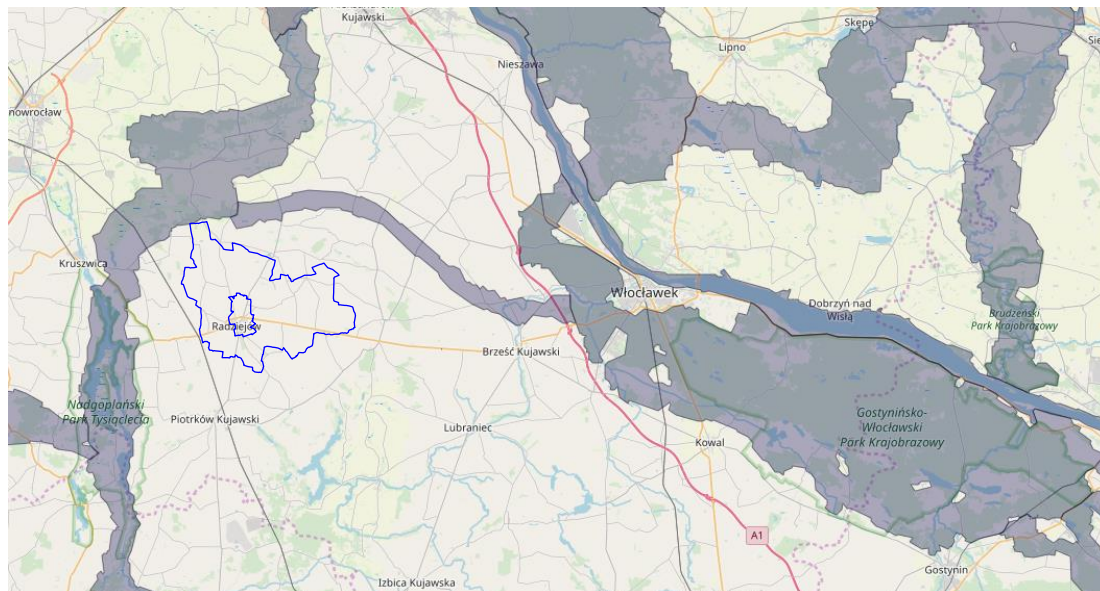 Kujawski
Skępe
Lipno
Nieszawa
nowrocław
Kruszwica
Włocławek
Dobrzyń nad
Wisłą
Brudzeński
Park Krajobrazowy
Radziejów
Brześć Kujawski
Nadgoplański
Park Tysiąclecia
Piotrków Kujawski
Lubraniec
Kowal
Gostynińsko-
Włocławski
Park Krajobrazowy
A1
Gostynin
Izbica Kujawska